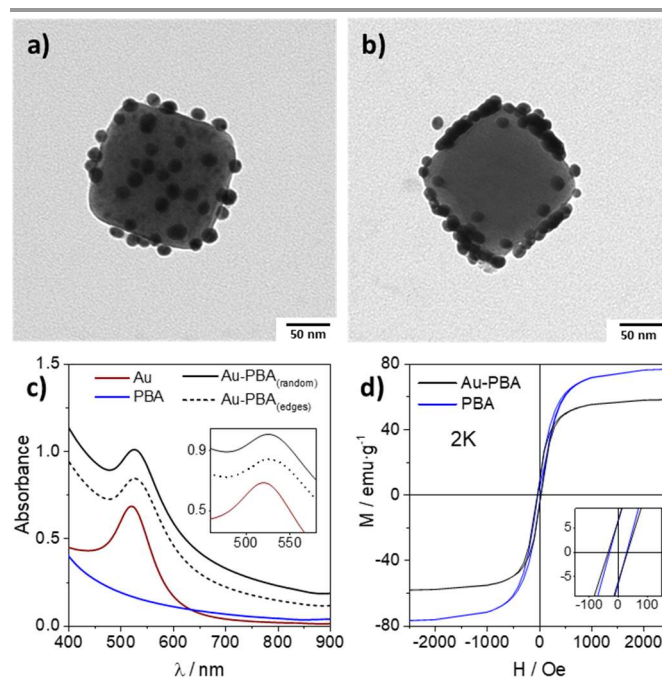 a)
50 nm
b)
50 nm
c)
Au
PBA
Au-PBA(random)
Au-PBA(edges)
1.5
1.0
0.5
0.0
Absorbance
400 500 600 700 800 900
λ / nm
0.9
0.5
500 550
d)
Au-PBA
PBA
2K
80
40
0
-40
-80
M / emu·g⁻¹
-2000 -1000 0 1000 2000
H / Oe
5
0
-5
-100 0 100